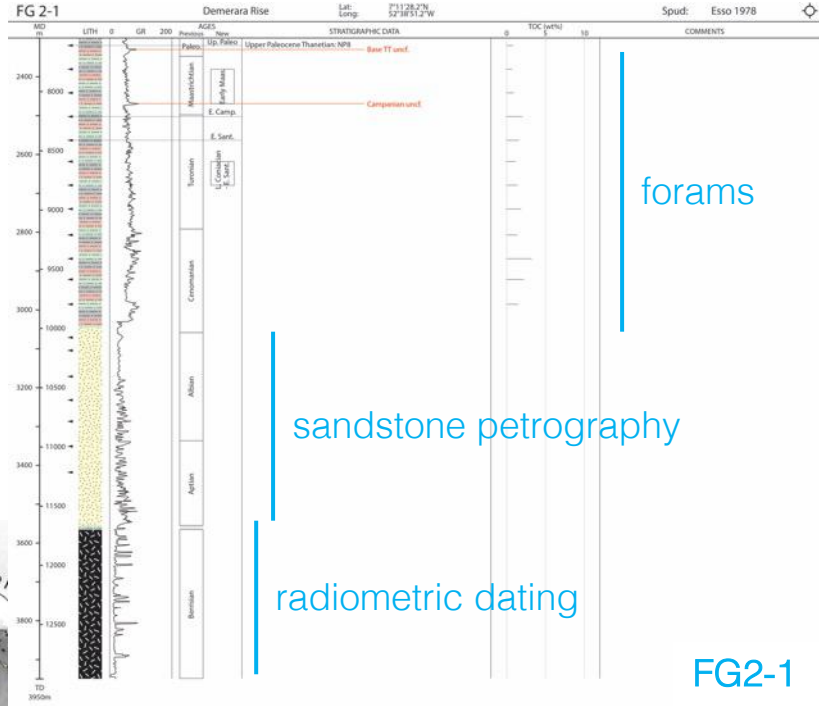 FG 2-1
Demerara Rise
Lat: 7°11'28.2"N
Long: 52°38'51.2"W
Spud: Esso 1978
MD
m.
LITH
0 GR 200
AGES
Previous New
STRATIGRAPHIC DATA
TOC (wt%)
0 5 10
COMMENTS
Paleo.
Up. Paleo
Upper Paleocene Thanetian: NP8
Base TT uncf.
Maastrichtian
Early Maas.
Campanian uncf.
E. Camp.
E. Sant.
Turonian
L. Coniacian
-E. Sant.
Cenomanian
Albian
Aptian
Berrisian
2400
8000
2600
8500
9000
2800
9500
3000
10000
3200
10500
11000
3400
11500
3600
12000
3800
12500
TD
3950m
forams
sandstone petrography
radiometric dating
FG2-1